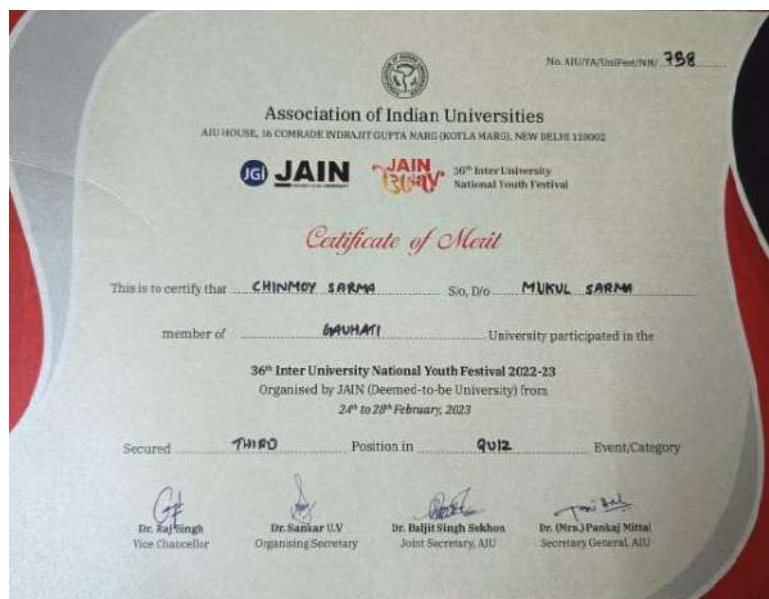 No. AIU/YA/UniFest/NM/ 758
Association of Indian Universities
AIU HOUSE, 16 COMRADE INDRAJIT GUPTA MARG (KOTLA MARG), NEW DELHI 110002
JGI JAIN
JAIN उत्सव
36th Inter University
National Youth Festival
Certificate of Merit
This is to certify that CHINMOY SARMA S/o, D/o MUKUL SARMA
member of GAUHATI University participated in the
36th Inter University National Youth Festival 2022-23
Organised by JAIN (Deemed-to-be University) from
24th to 28th February, 2023
Secured THIRD Position in QUIZ Event/Category
Dr. Raj Singh Dr. Sankar U.V Dr. Baljit Singh Sekhon Dr. (Mrs.) Pankaj Mittal
Vice Chancellor Organising Secretary Joint Secretary, AIU Secretary General, AIU